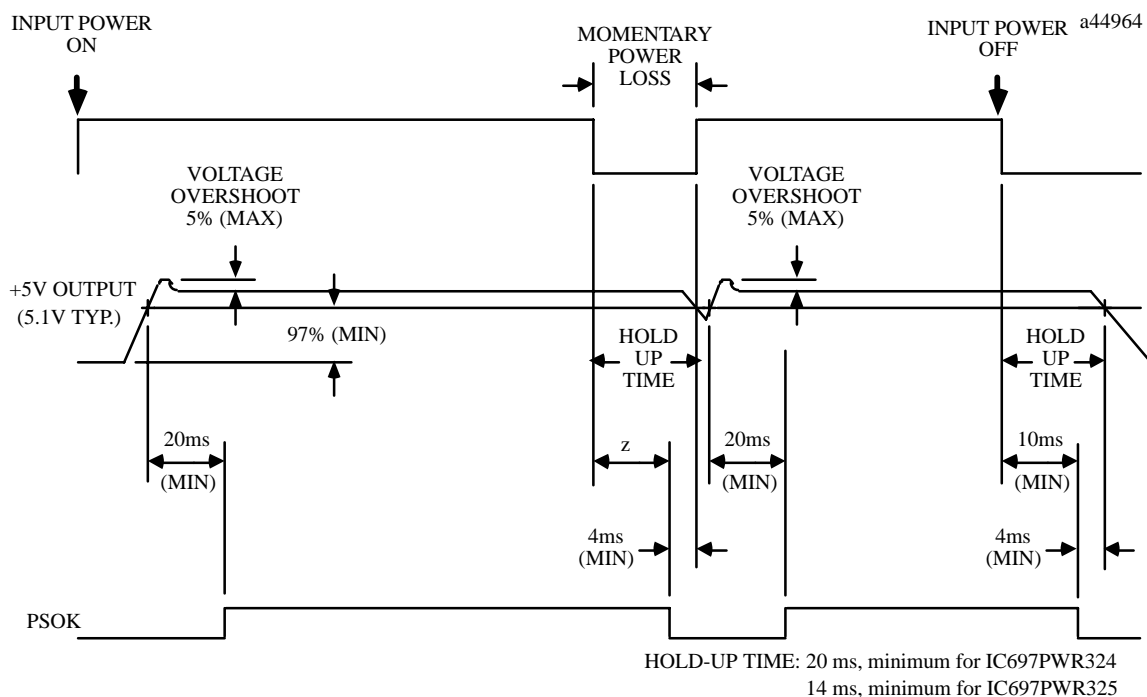 a44964
INPUT POWER
ON
MOMENTARY
POWER
LOSS
INPUT POWER
OFF
VOLTAGE
OVERSHOOT
5% (MAX)
VOLTAGE
OVERSHOOT
5% (MAX)
+5V OUTPUT
(5.1V TYP.)
97% (MIN)
HOLD
UP
TIME
HOLD
UP
TIME
20ms
(MIN)
z
20ms
(MIN)
10ms
(MIN)
4ms
(MIN)
4ms
(MIN)
PSOK
HOLD-UP TIME: 20 ms, minimum for IC697PWR324
14 ms, minimum for IC697PWR325